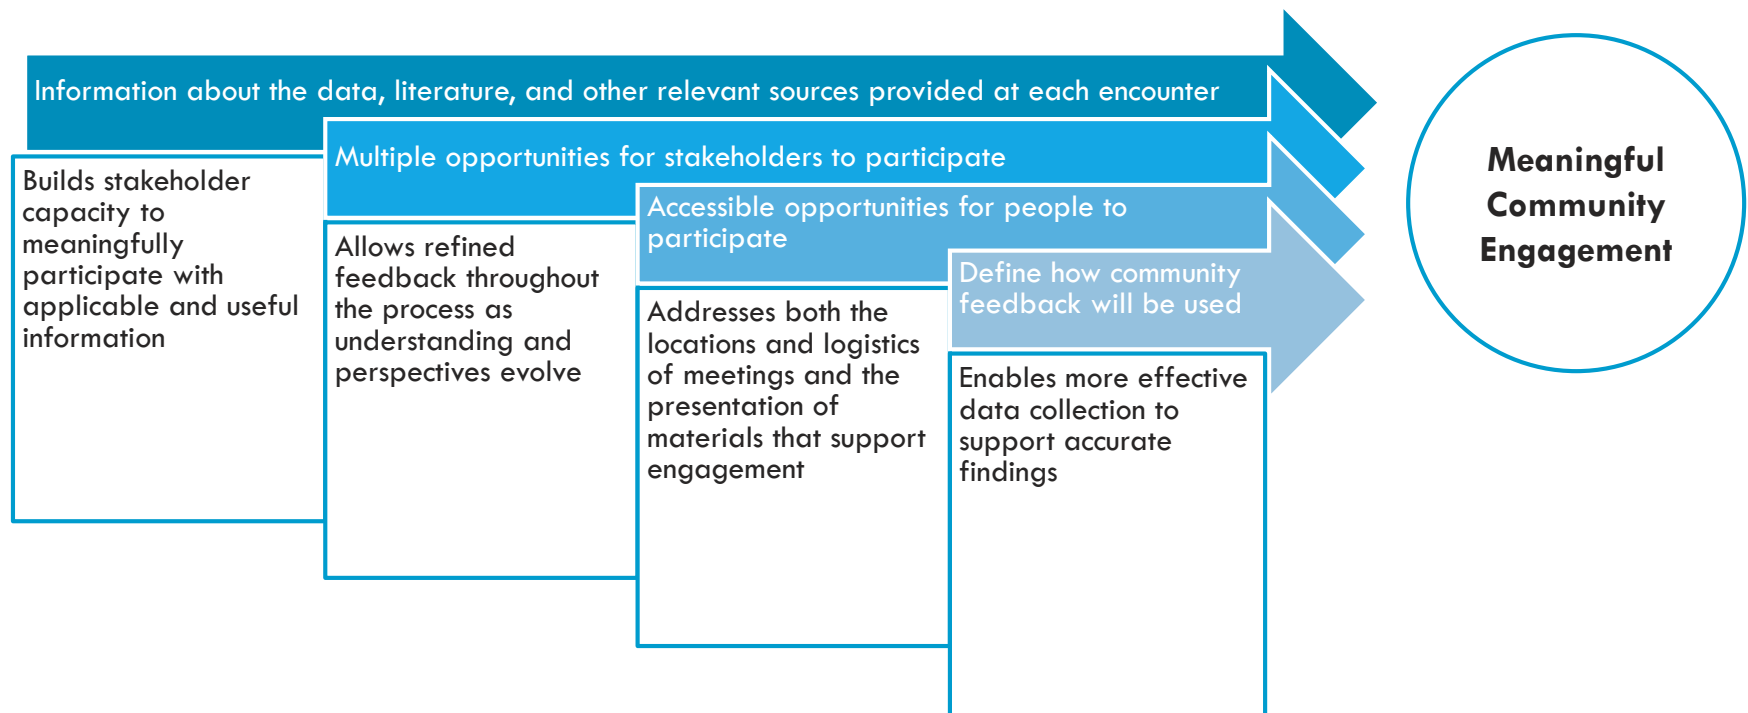 Information about the data, literature, and other relevant sources provided at each encounter
Builds stakeholder
capacity to
meaningfully
participate with
applicable and useful
information
Multiple opportunities for stakeholders to participate
Allows refined
feedback throughout
the process as
understanding and
perspectives evolve
Accessible opportunities for people to
participate
Addresses both the
locations and logistics
of meetings and the
presentation of
materials that support
engagement
Define how community
feedback will be used
Enables more effective
data collection to
support accurate
findings
Meaningful
Community
Engagement